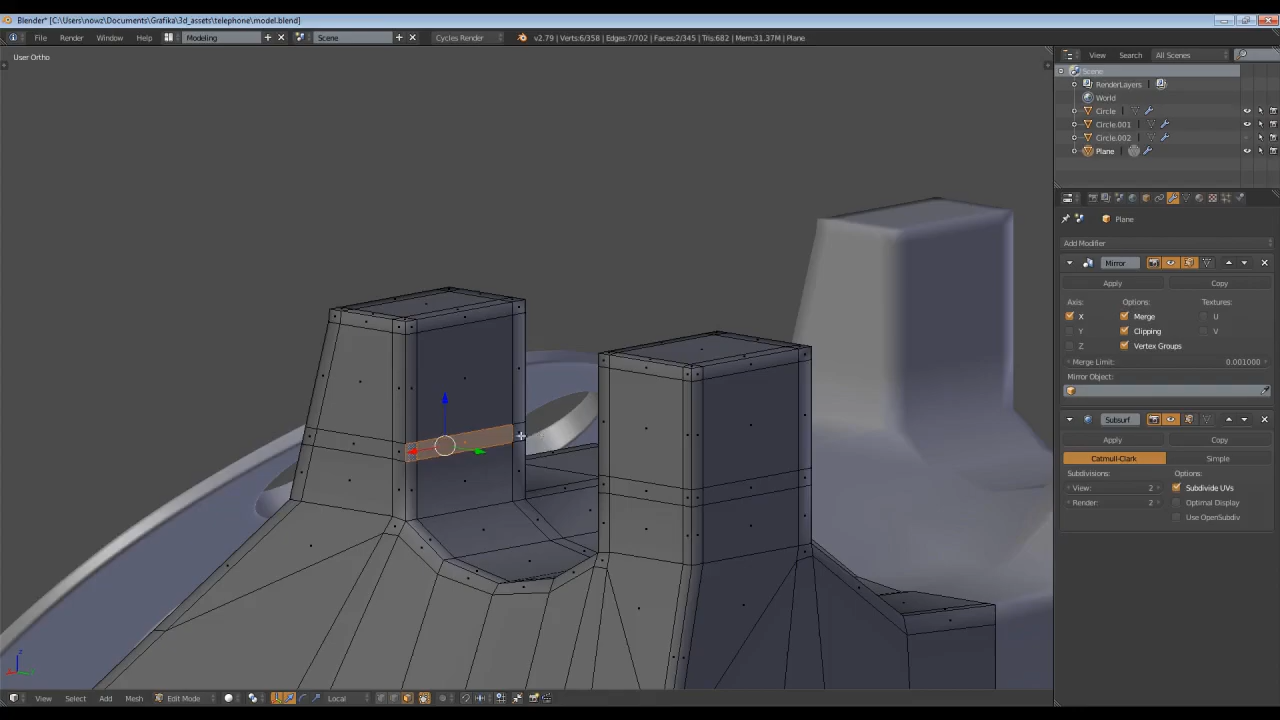 Blender* [C:\Users\nowz\Documents\Grafika\3d_assets\telephone\model.blend]
File Render Window Help Modeling Scene Cycles Render v2.79 | Verts:6/358 | Edges:7/702 | Faces:2/345 | Tris:682 | Mem:31.37M | Plane
User Ortho
View Search All Scenes
Scene
RenderLayers
World
Circle
Circle.001
Circle.002
Plane
Plane
Add Modifier
Mirror
Apply Copy
Axis: Options: Textures:
X Merge U
Y Clipping V
Z Vertex Groups
Merge Limit: 0.001000
Mirror Object:
Subsurf
Apply Copy
Catmull-Clark Simple
Subdivisions: Options:
View: 2 Subdivide UVs
Render: 2 Optimal Display
Use OpenSubdiv
z
View Select Add Mesh Edit Mode Local